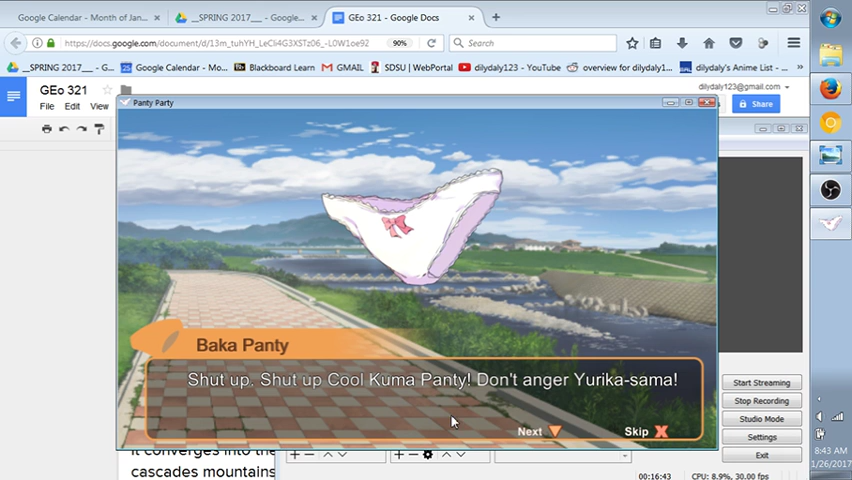 Google Calendar - Month of Jan...
__SPRING 2017__ - Google...
GEo 321 - Google Docs
https://docs.google.com/document/d/13m_tuhYH_LeCli4G3XSTz06_-L0W1oe92
90%
Search
__SPRING 2017__ - G...
Google Calendar - Mo...
Blackboard Learn
GMAIL
SDSU | WebPortal
dilydaly123 - YouTube
overview for dilydaly1...
dilydaly's Anime List -...
GEo 321
File Edit View
dilydaly123@gmail.com
Share
Panty Party
Baka Panty
Shut up. Shut up Cool Kuma Panty! Don't anger Yurika-sama!
Next
Skip X
it converges into the
cascades mountains
Start Streaming
Stop Recording
Studio Mode
Settings
Exit
00:16:43
CPU: 8.9%, 30.00 fps
8:43 AM
1/26/2017